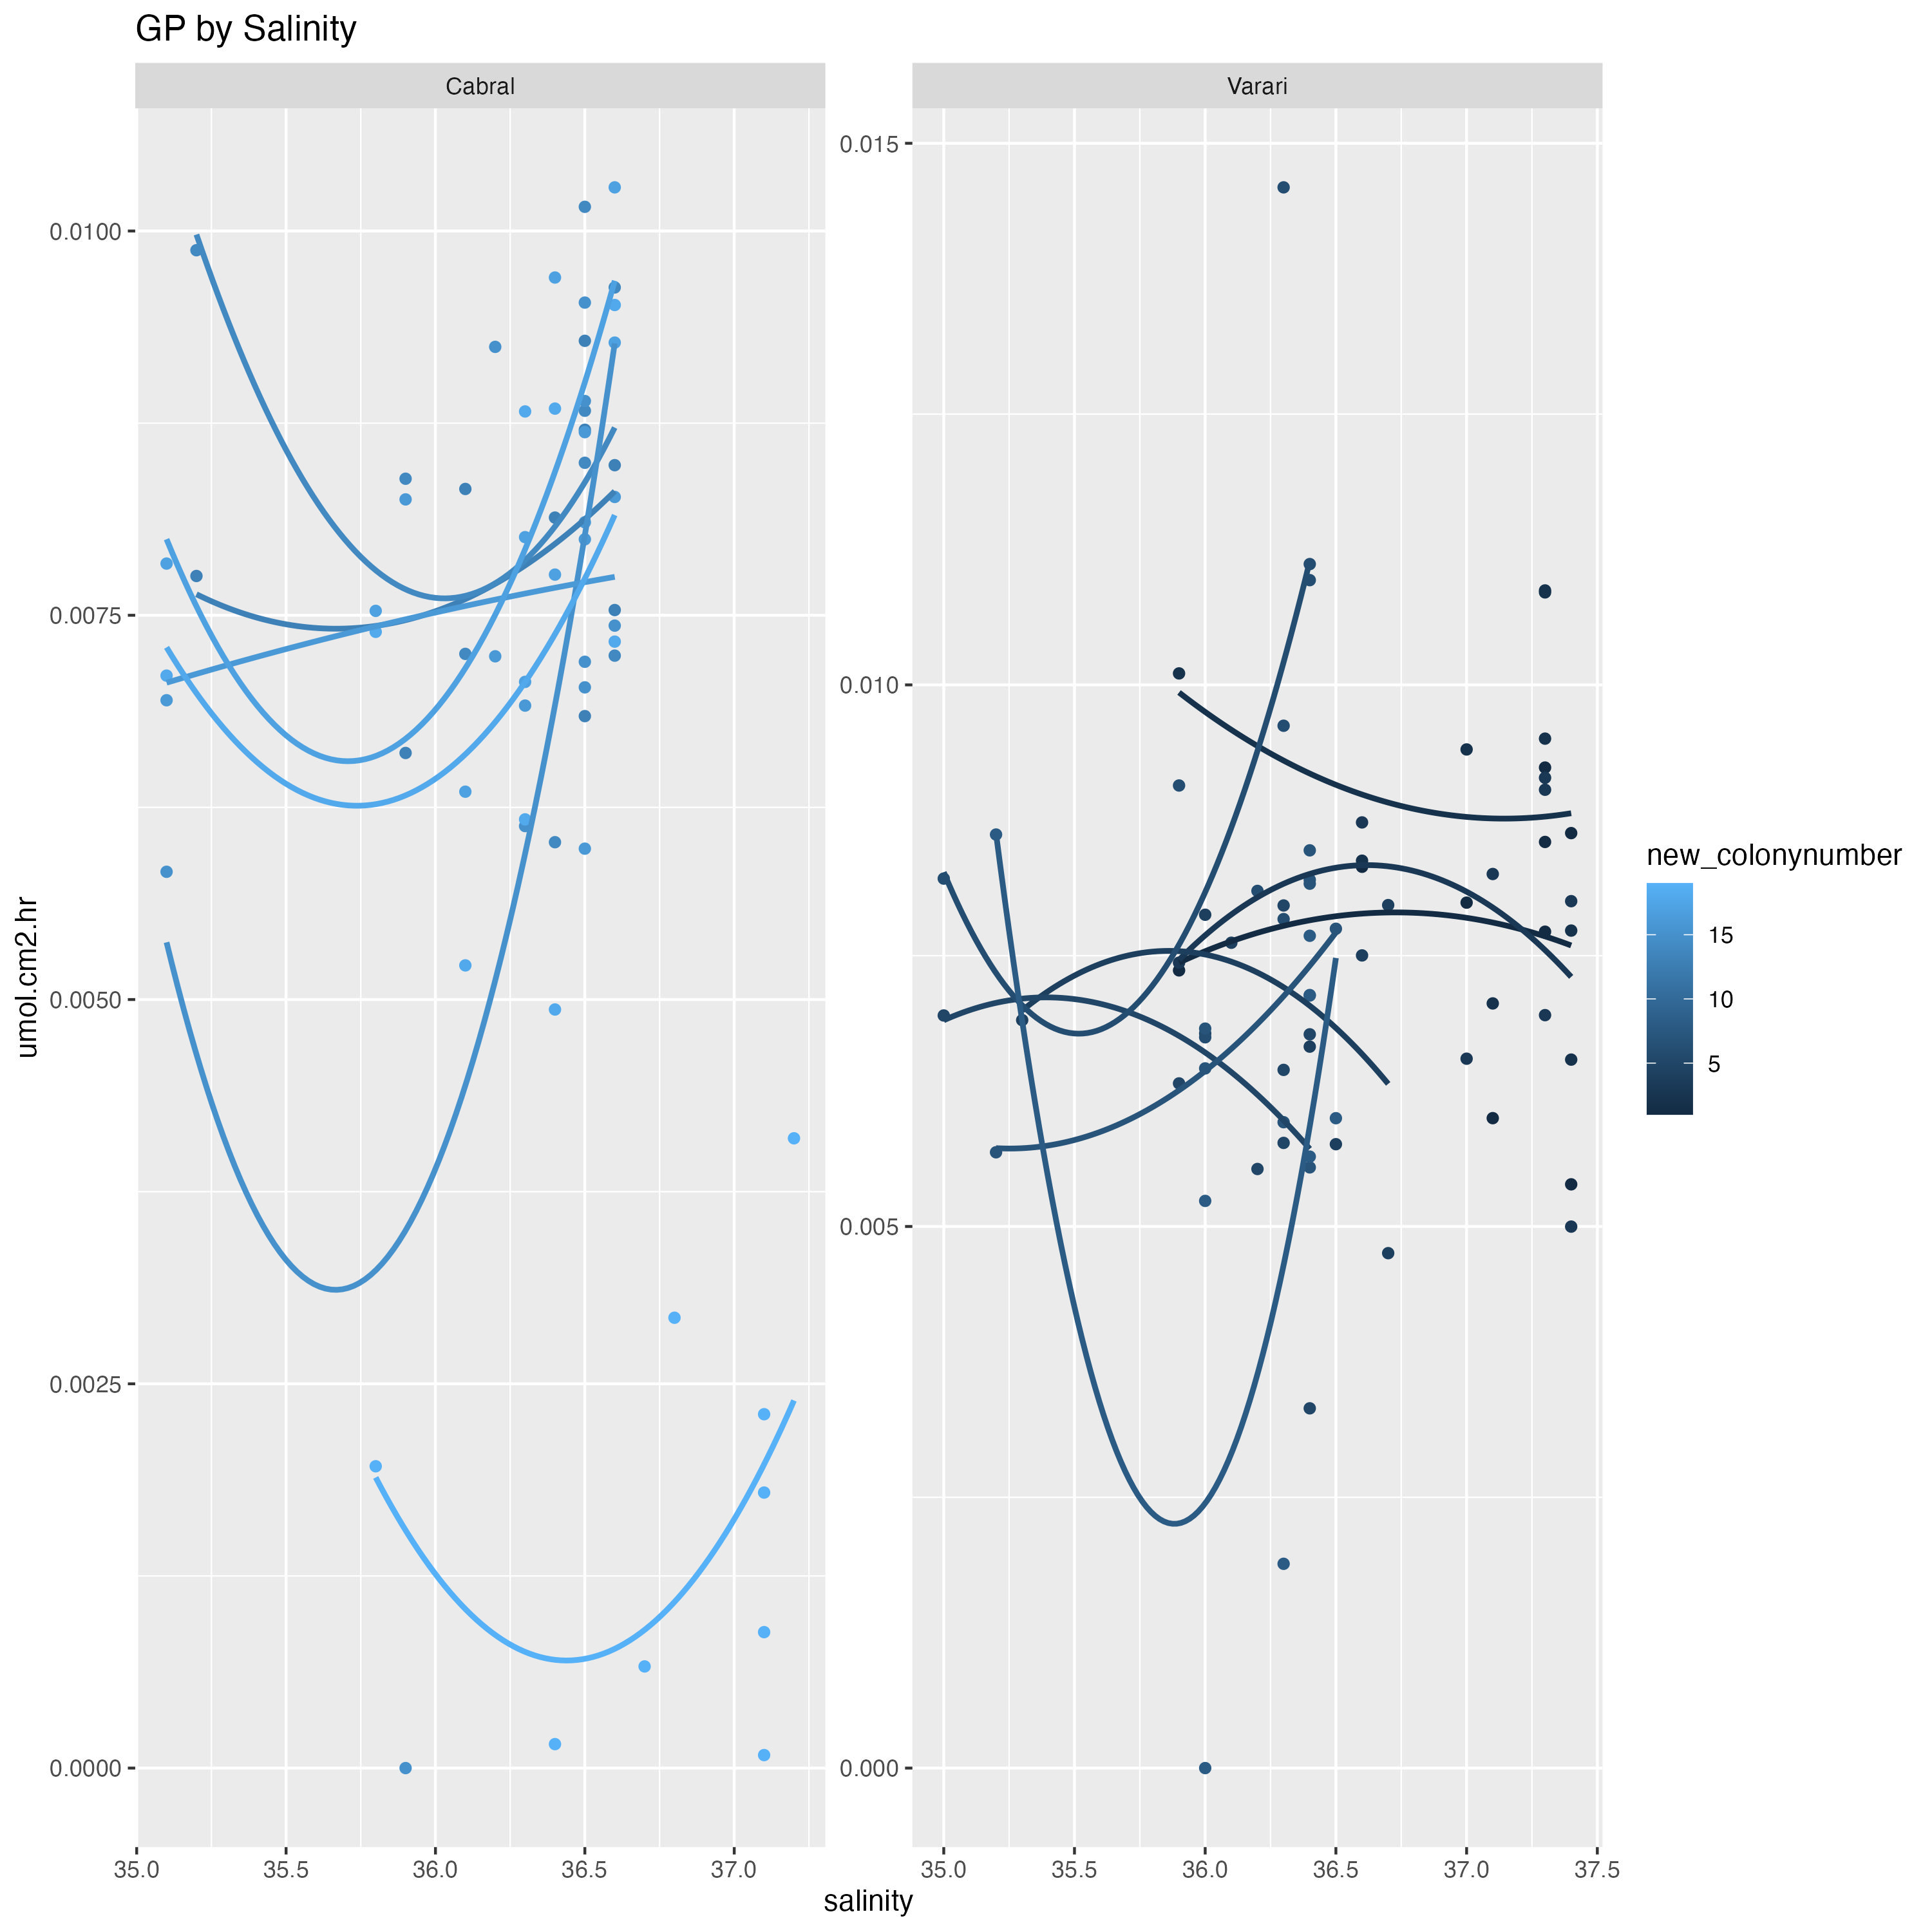 GP by Salinity
Cabral
Varari
0.0100
0.0075
0.0050
0.0025
0.0000
0.015
0.010
0.005
0.000
umol.cm2.hr
35.0 35.5 36.0 36.5 37.0
35.0 35.5 36.0 36.5 37.0 37.5
salinity
new_colonynumber
15
10
5